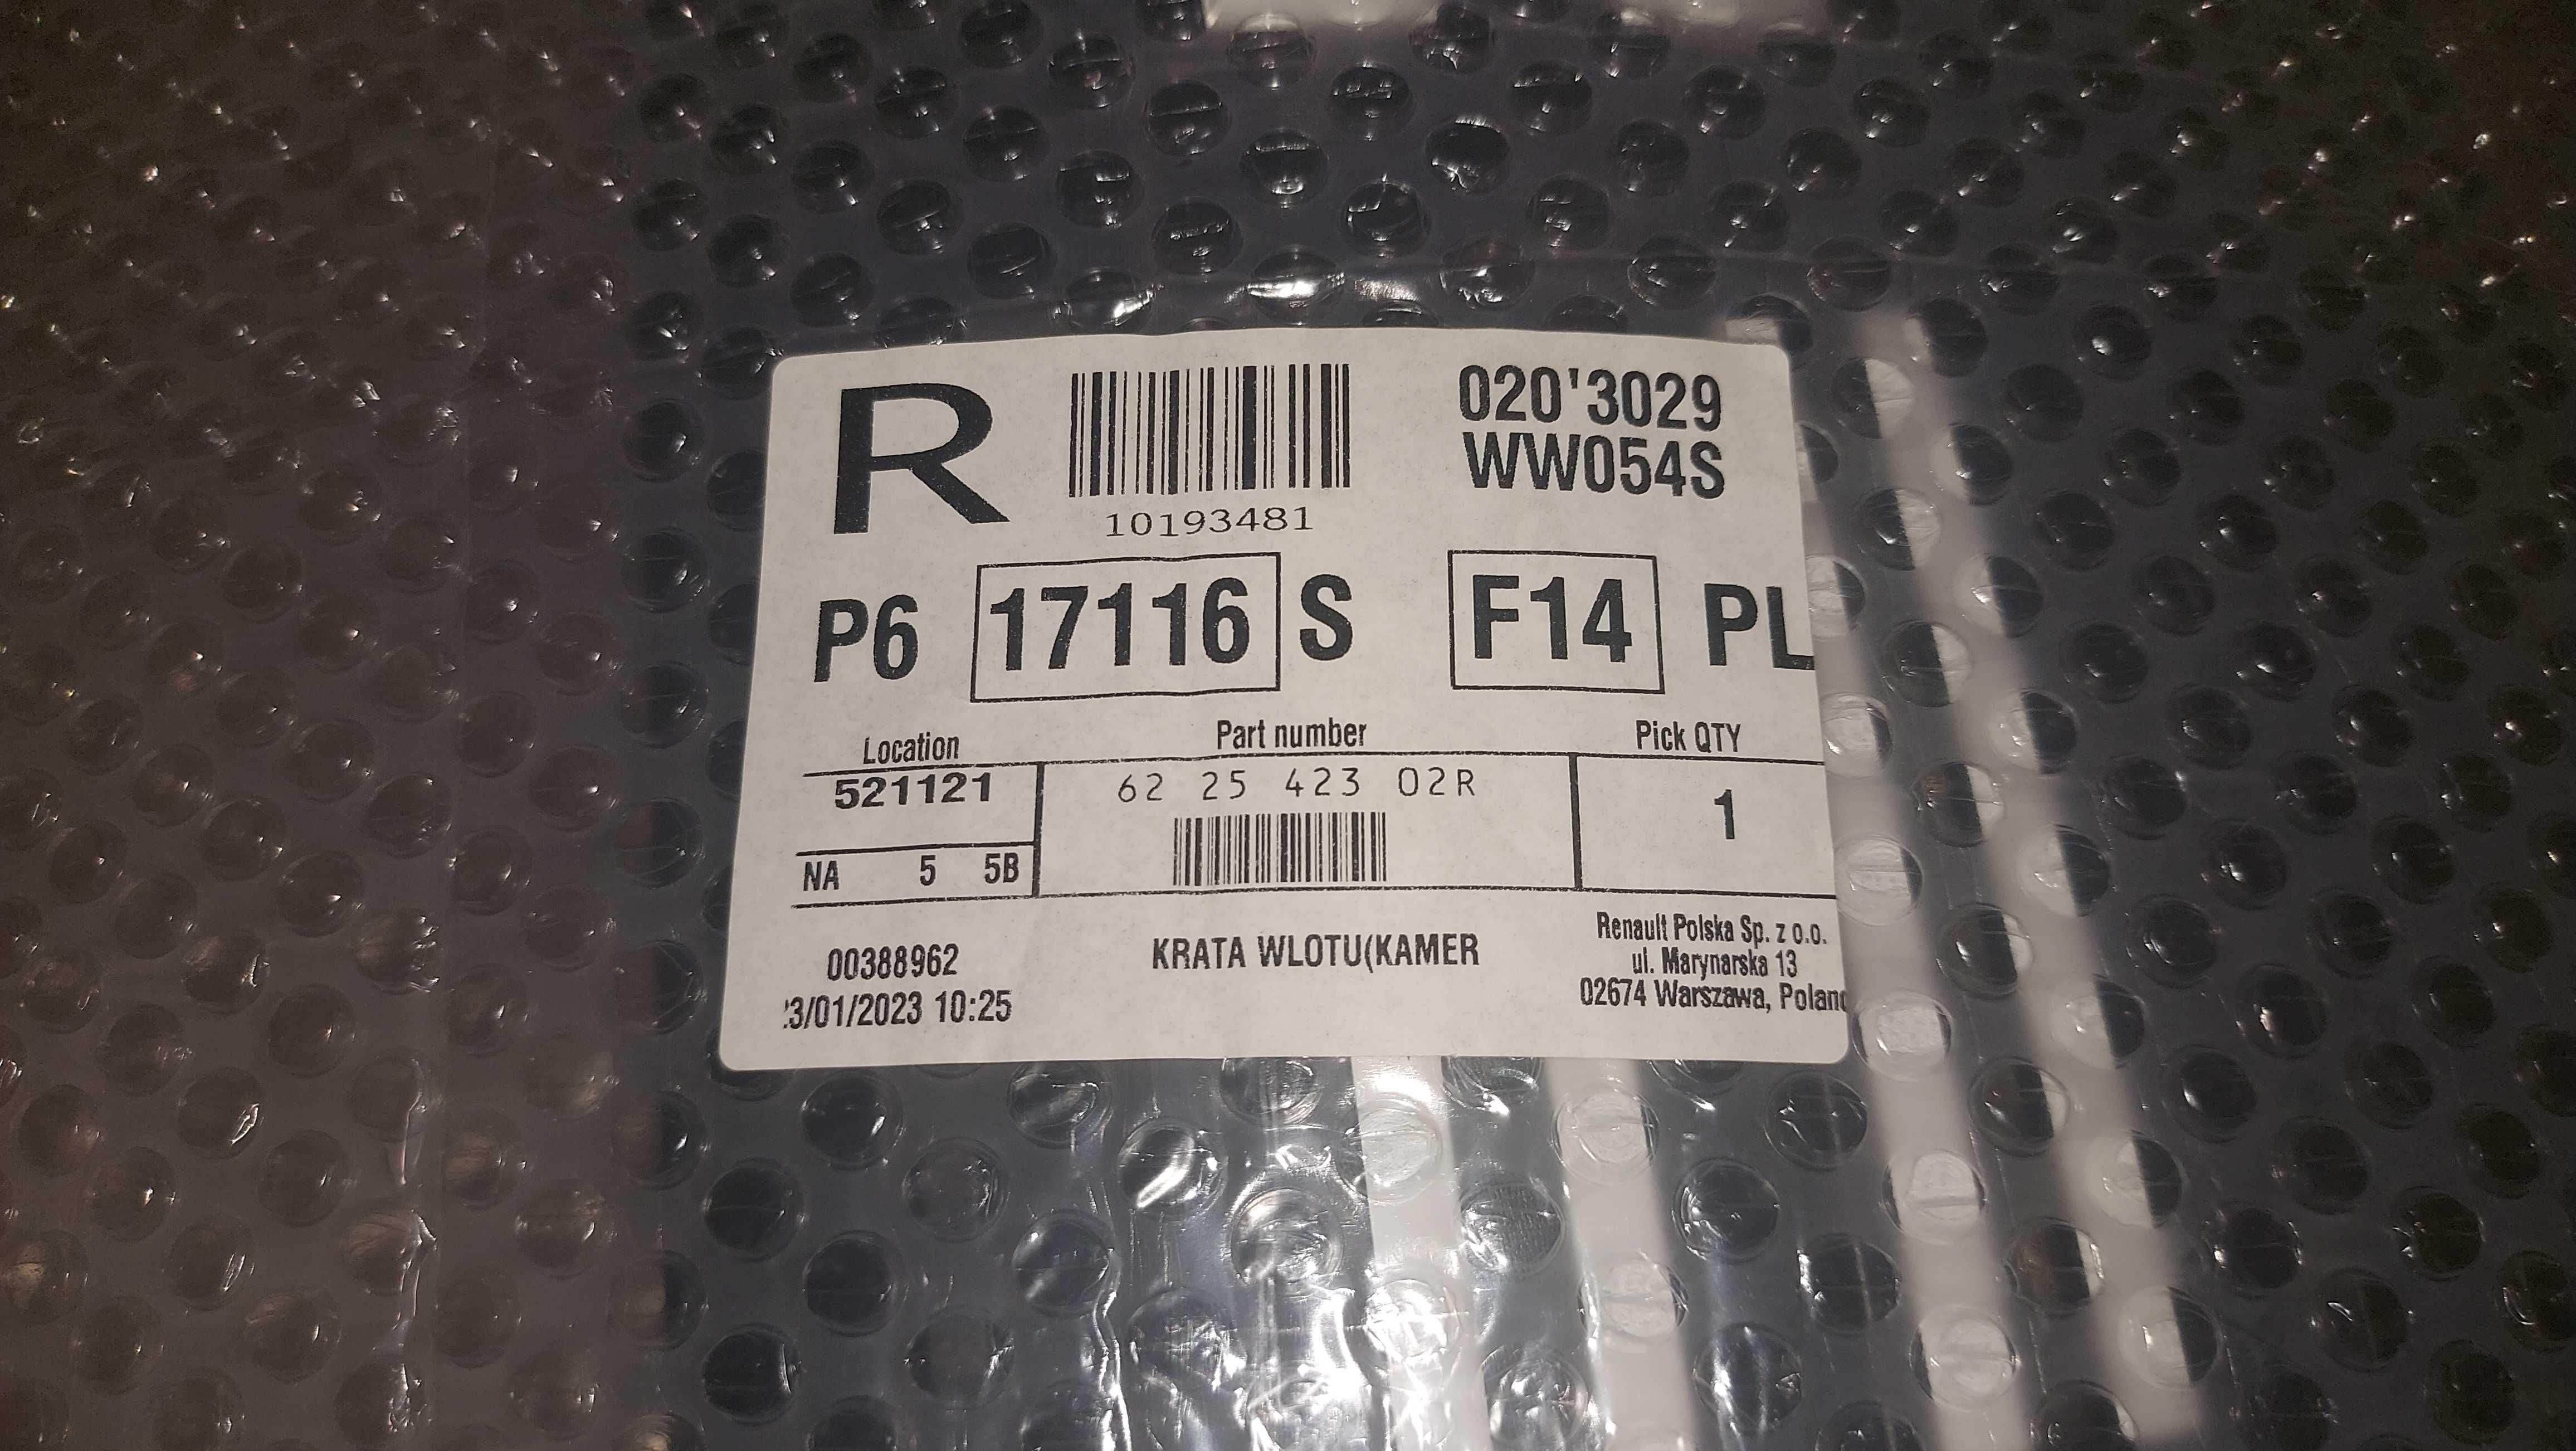 R
10193481
020'3029
WW054S
P6 17116 S F14 PL
Location Part number Pick QTY
521121 62 25 423 02R 1
NA 5 5B
00388962 KRATA WLOTU(KAMER
3/01/2023 10:25
Renault Polska Sp. z o.o.
ul. Marynarska 13
02674 Warszawa, Poland